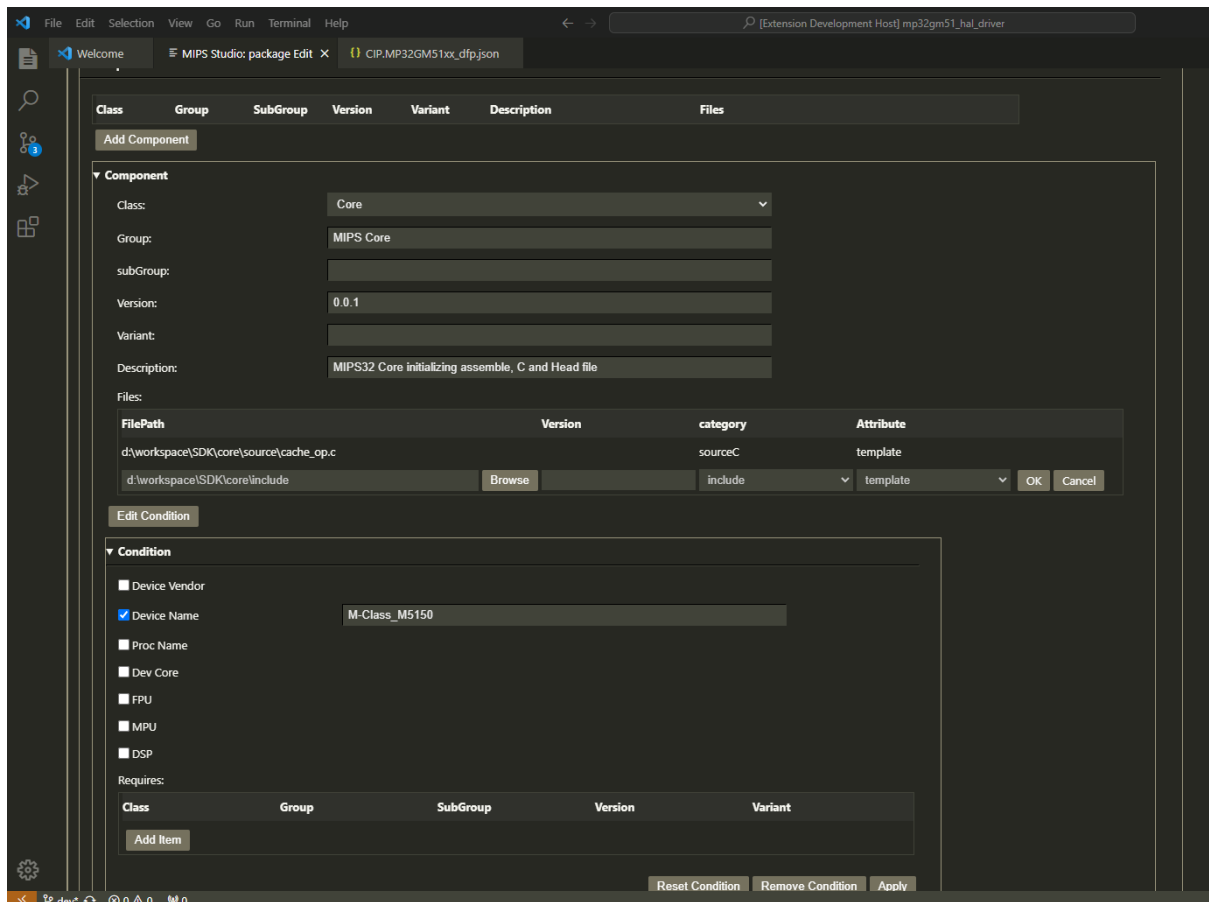 File Edit Selection View Go Run Terminal Help [Extension Development Host] mp32gm51_hal_driver
Welcome MIPS Studio: package Edit {} CIP.MP32GM51xx_dfp.json
Class Group SubGroup Version Variant Description Files
Add Component
3
Component
Class: Core
Group: MIPS Core
subGroup:
Version: 0.0.1
Variant:
Description: MIPS32 Core initializing assemble, C and Head file
Files:
FilePath Version category Attribute
d:\workspace\SDK\core\source\cache_op.c sourceC template
d:\workspace\SDK\core\include Browse include template OK Cancel
Edit Condition
Condition
Device Vendor
Device Name M-Class_M5150
Proc Name
Dev Core
FPU
MPU
DSP
Requires:
Class Group SubGroup Version Variant
Add Item
Reset Condition Remove Condition Apply
dev* 0 0 0